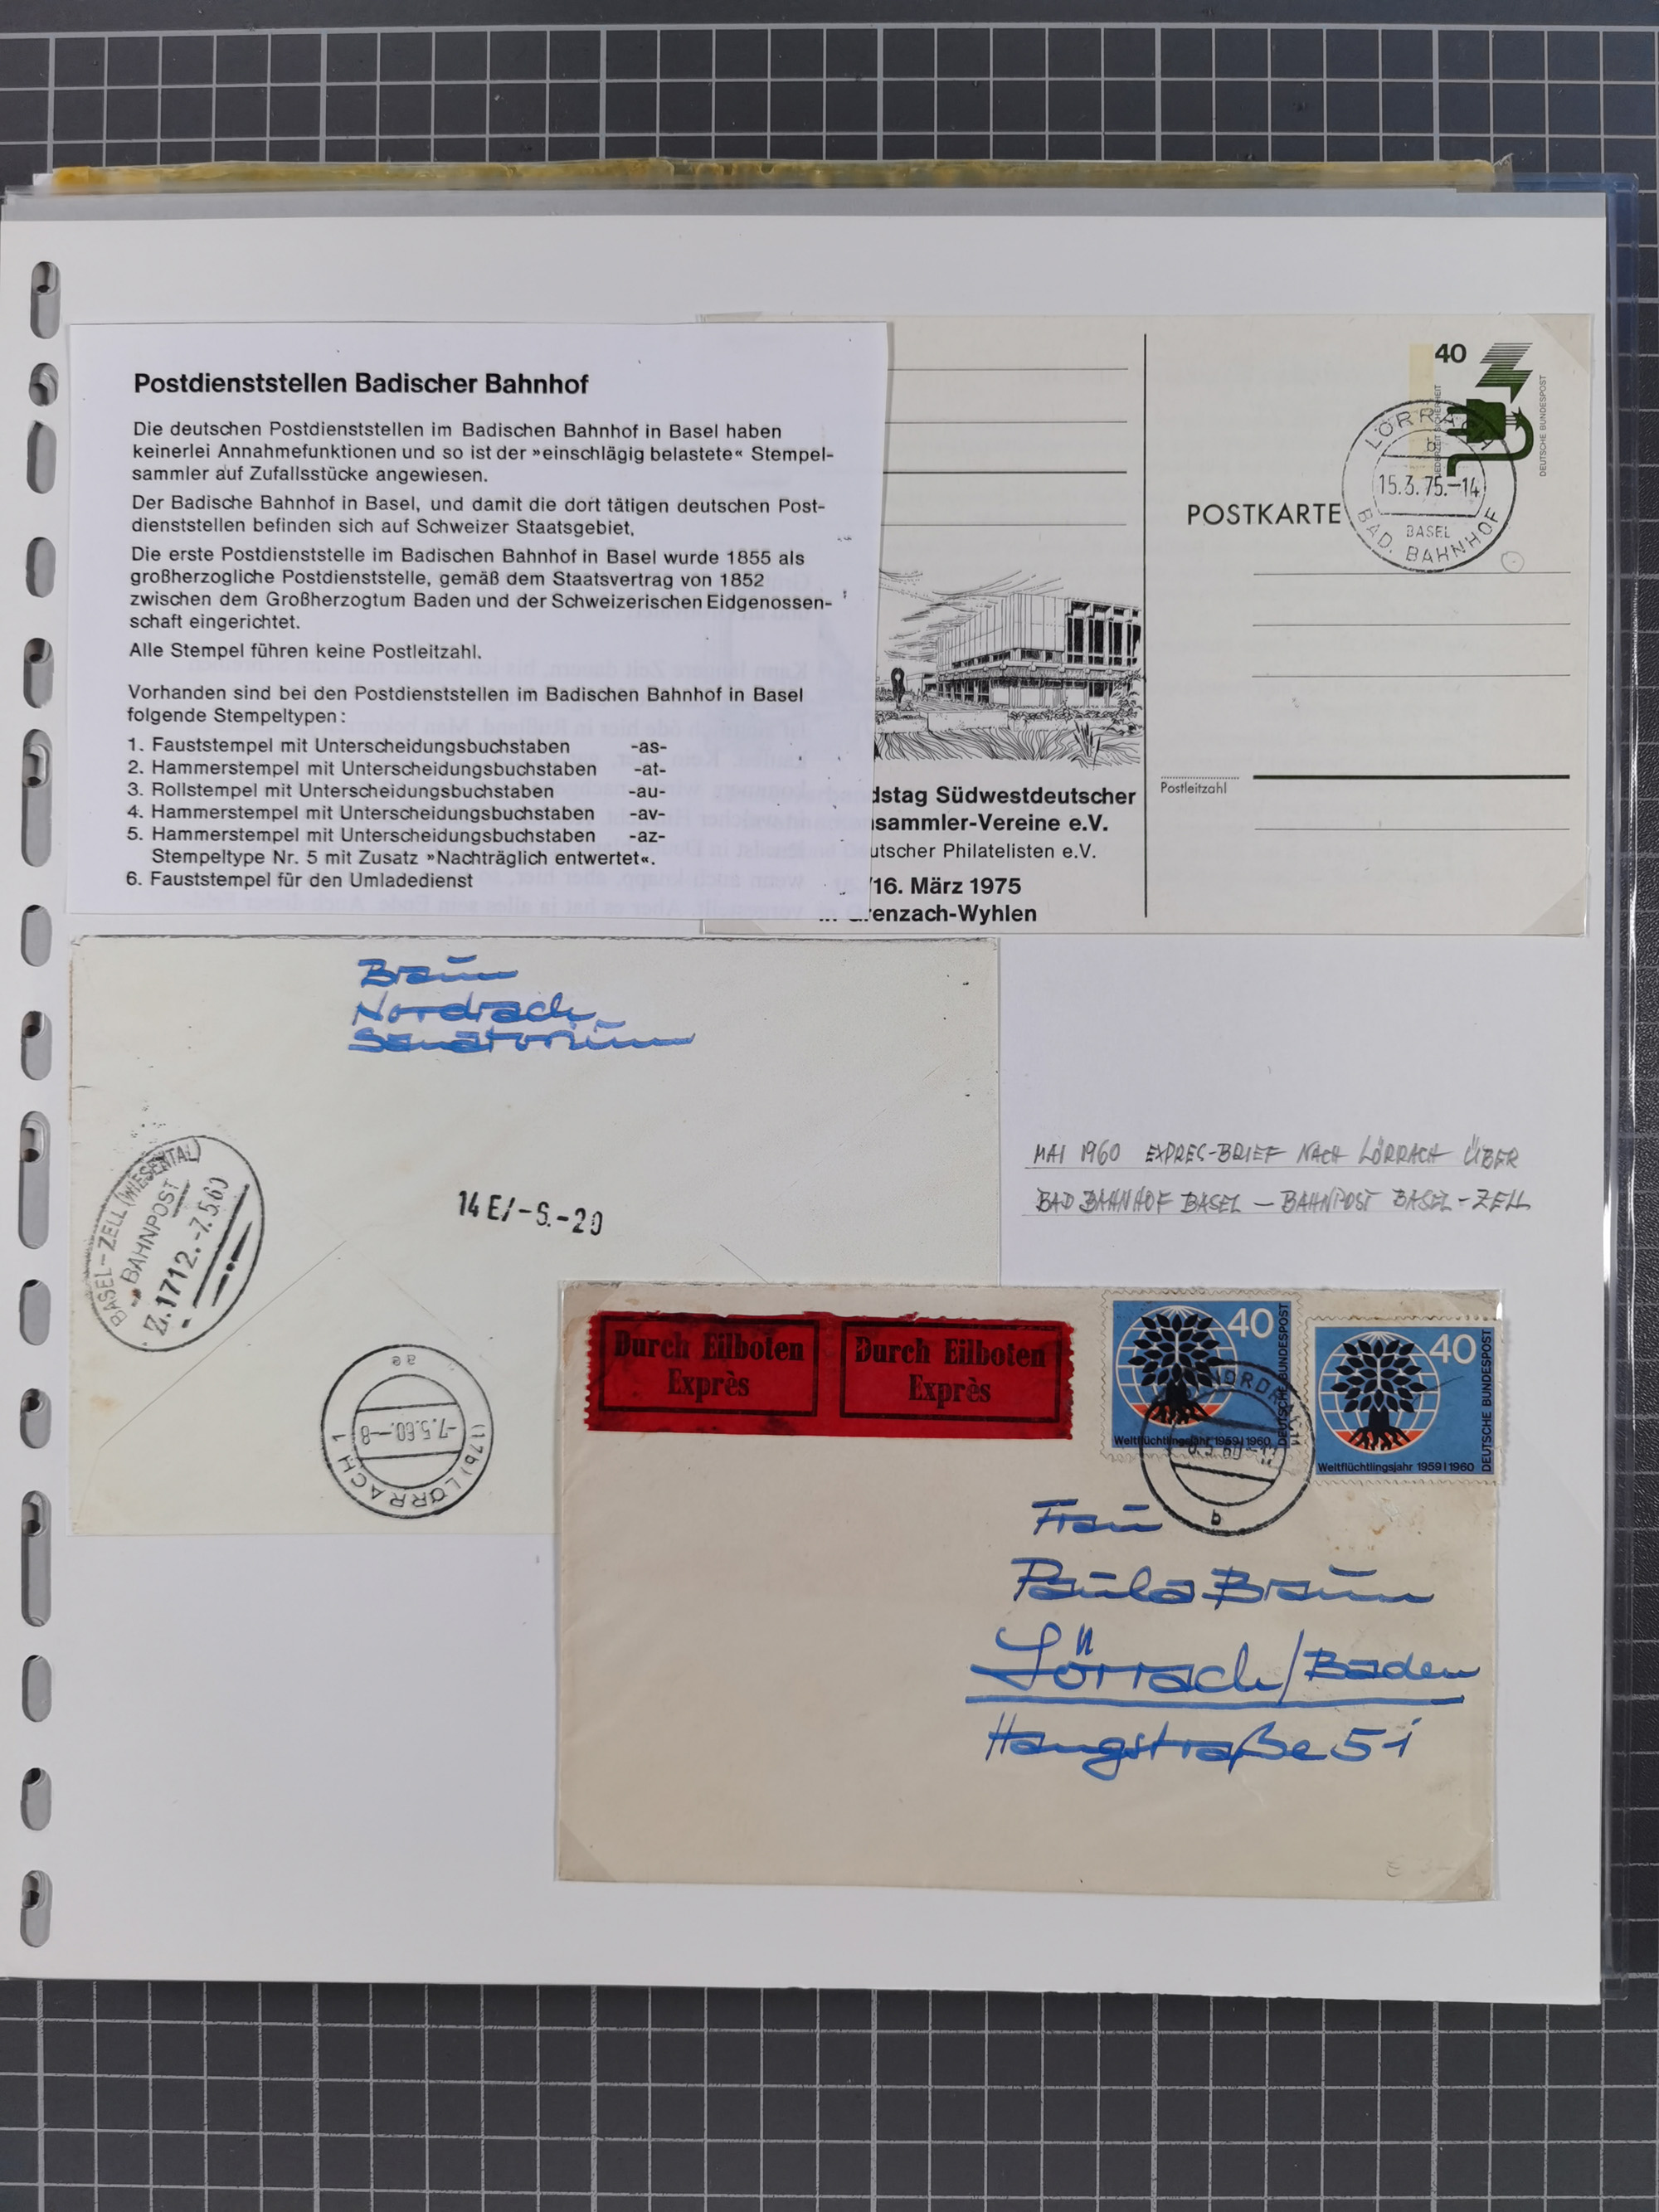 Postdienststellen Badischer Bahnhof
Die deutschen Postdienststellen im Badischen Bahnhof in Basel haben
keinerlei Annahmefunktionen und so ist der »einschlägig belastete« Stempel-
sammler auf Zufallsstücke angewiesen.
Der Badische Bahnhof in Basel, und damit die dort tätigen deutschen Post-
dienststellen befinden sich auf Schweizer Staatsgebiet,
Die erste Postdienststelle im Badischen Bahnhof in Basel wurde 1855 als
großherzogliche Postdienststelle, gemäß dem Staatsvertrag von 1852
zwischen dem Großherzogtum Baden und der Schweizerischen Eidgenossen-
schaft eingerichtet.
Alle Stempel führen keine Postleitzahl.
Vorhanden sind bei den Postdienststellen im Badischen Bahnhof in Basel
folgende Stempeltypen:
1. Fauststempel mit Unterscheidungsbuchstaben -as-
2. Hammerstempel mit Unterscheidungsbuchstaben -at-
3. Rollstempel mit Unterscheidungsbuchstaben -au-
4. Hammerstempel mit Unterscheidungsbuchstaben -av-
5. Hammerstempel mit Unterscheidungsbuchstaben -az-
Stempeltype Nr. 5 mit Zusatz »Nachträglich entwertet«.
6. Fauststempel für den Umladedienst
40
DEUTSCHE BUNDESPOST
LÖRRACH
b
15.3.75.-14
BASEL
BAD. BAHNHOF
POSTKARTE
Postleitzahl
dstag Südwestdeutscher
sammler-Vereine e.V.
utscher Philatelisten e.V.
/16. März 1975
renzach-Wyhlen
Braun
Nordrach
Sanatorium
BASEL-ZELL (WIESENTAL)
BAHNPOST
Z.1712.-7.5.60
14 E/-S.-20
(17b) LÖRRACH 1
-7.5.60.-8
ae
MAI 1960 EXPRES-BRIEF NACH LÖRRACH ÜBER
BAD BAHNHOF BASEL – BAHNPOST BASEL-ZELL
Durch Eilboten
Exprès
Durch Eilboten
Exprès
40
DEUTSCHE BUNDESPOST
Weltflüchtlingsjahr 1959|1960
40
DEUTSCHE BUNDESPOST
Weltflüchtlingsjahr 1959|1960
b
Frau
Paula Braun
Lörrach/Baden
Hangstraße 51